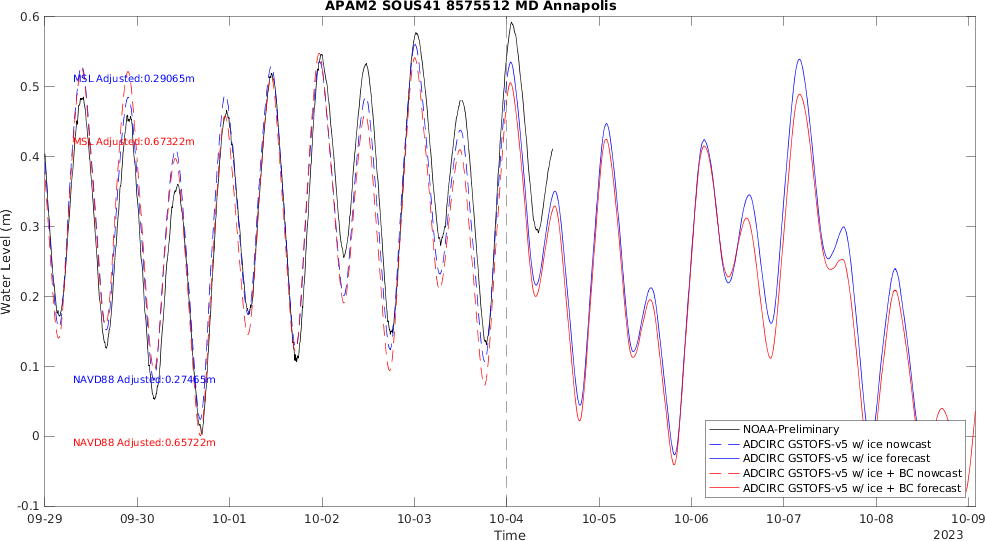 APAM2 SOUS41 8575512 MD Annapolis
0.6
0.5
0.4
0.3
0.2
0.1
0
-0.1
Water Level (m)
MSL Adjusted:0.29065m
MSL Adjusted:0.67322m
NAVD88 Adjusted:0.27465m
NAVD88 Adjusted:0.65722m
NOAA-Preliminary
ADCIRC GSTOFS-v5 w/ ice nowcast
ADCIRC GSTOFS-v5 w/ ice forecast
ADCIRC GSTOFS-v5 w/ ice + BC nowcast
ADCIRC GSTOFS-v5 w/ ice + BC forecast
09-29 09-30 10-01 10-02 10-03 10-04 10-05 10-06 10-07 10-08 10-09
Time
2023